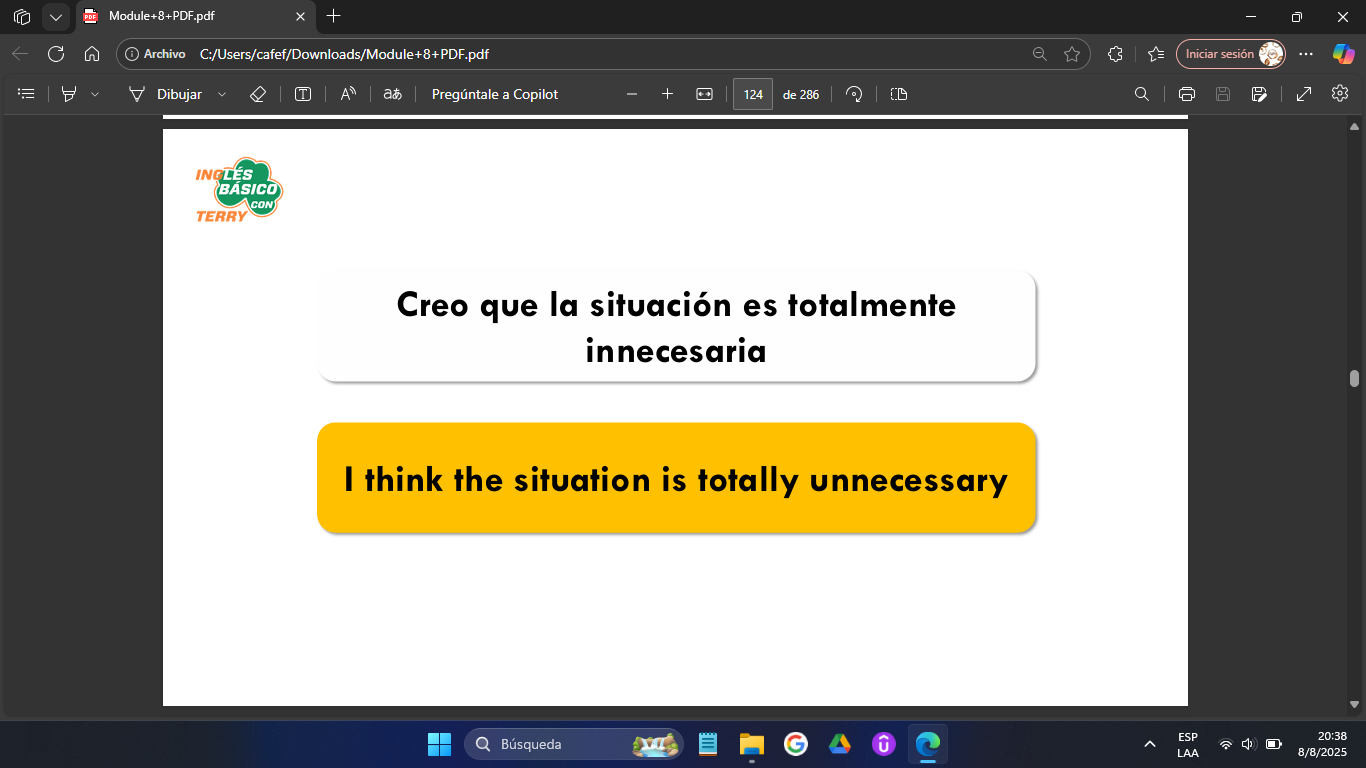 Module+8+PDF.pdf
Archivo C:/Users/cafef/Downloads/Module+8+PDF.pdf Iniciar sesión
Dibujar Pregúntale a Copilot 124 de 286
INGLÉS
BÁSICO
CON
TERRY
Creo que la situación es totalmente
innecesaria
I think the situation is totally unnecessary
Búsqueda
ESP
LAA
20:38
8/8/2025